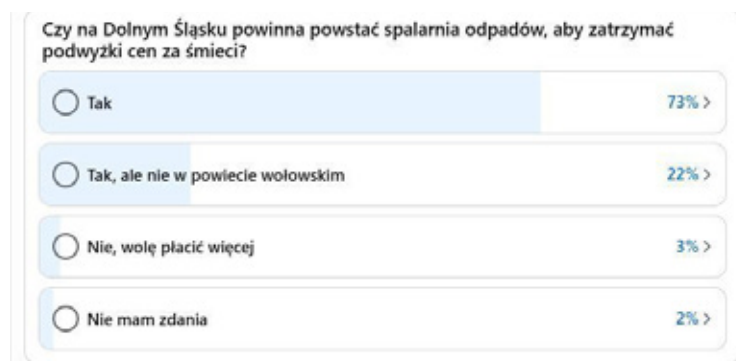 Czy na Dolnym Śląsku powinna powstać spalarnia odpadów, aby zatrzymać
podwyżki cen za śmieci?
Tak 73% >
Tak, ale nie w powiecie wołowskim 22% >
Nie, wolę płacić więcej 3% >
Nie mam zdania 2% >